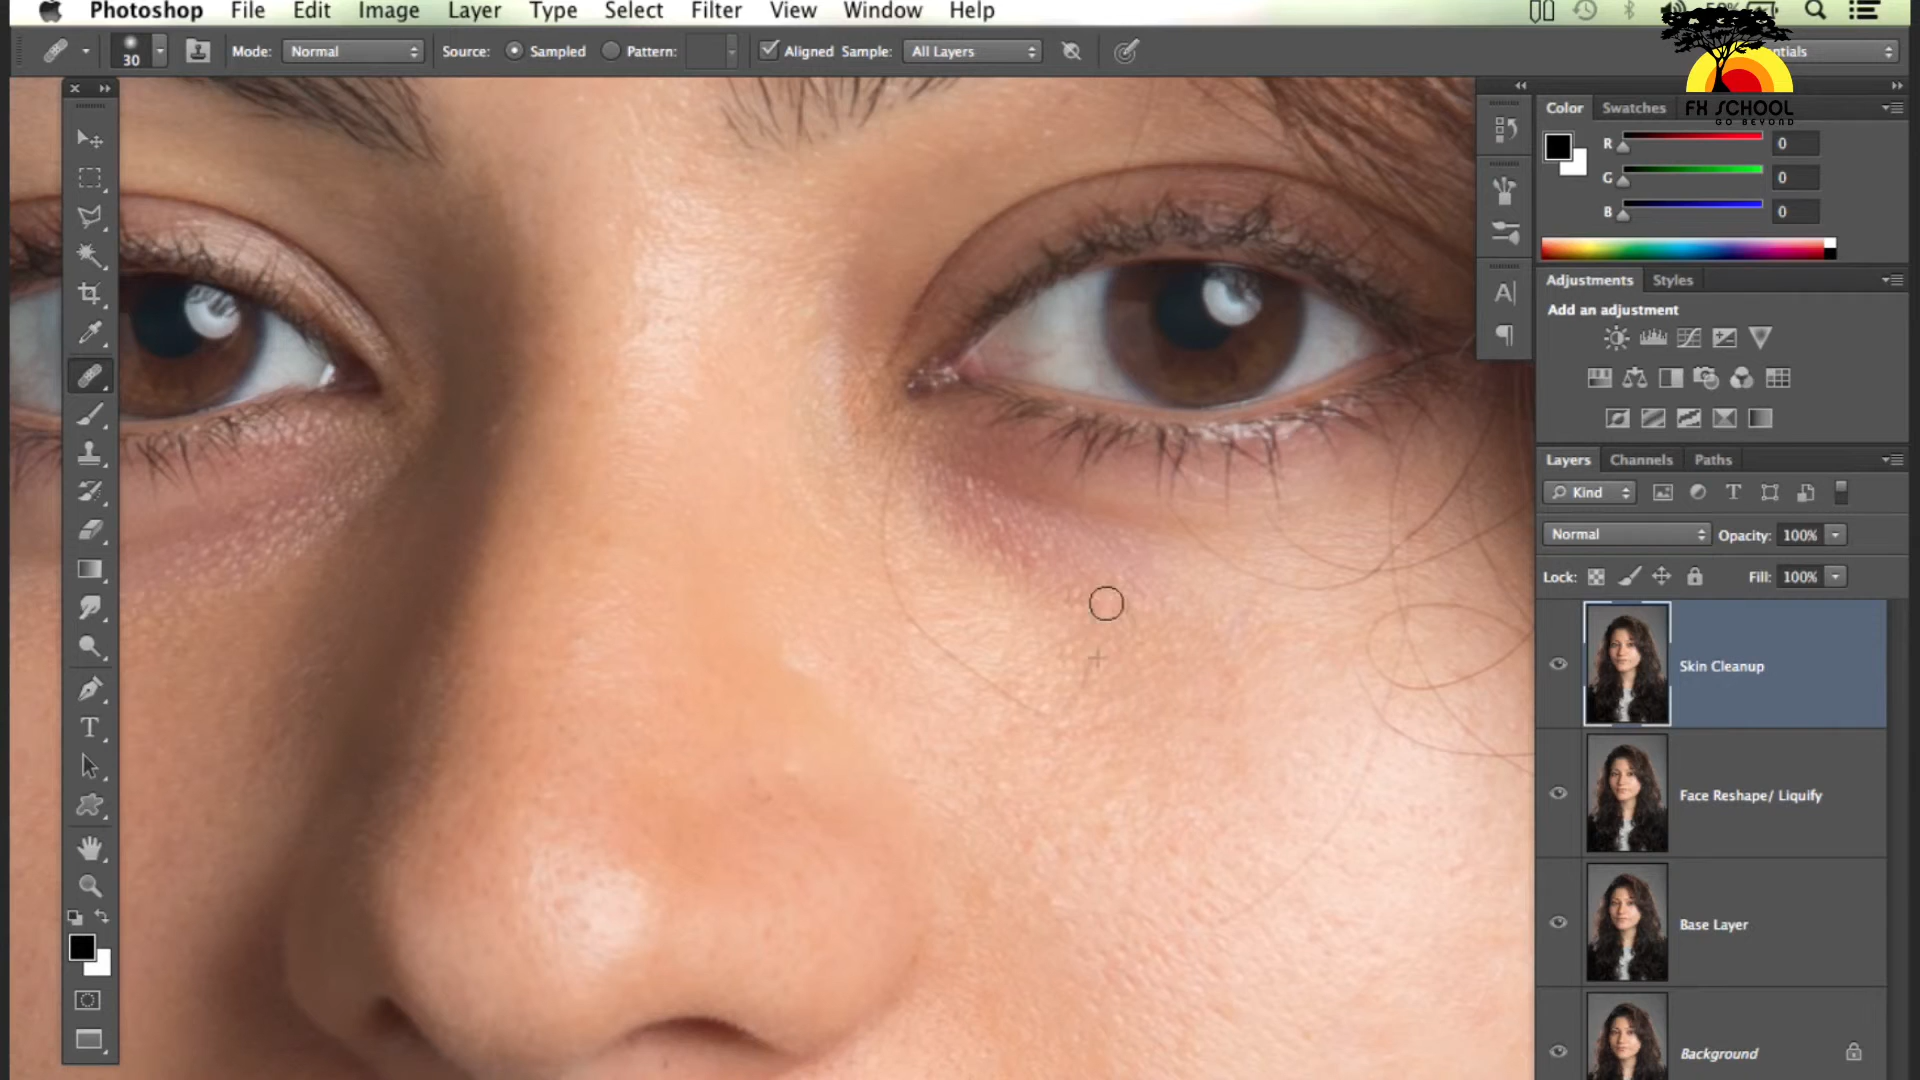 Photoshop File Edit Image Layer Type Select Filter View Window Help
30 Mode: Normal Source: Sampled Pattern: Aligned Sample: All Layers
FX SCHOOL
GO BEYOND
Color Swatches
R 0
G 0
B 0
Adjustments Styles
Add an adjustment
Layers Channels Paths
Kind
Normal Opacity: 100%
Lock: Fill: 100%
Skin Cleanup
Face Reshape/ Liquify
Base Layer
Background